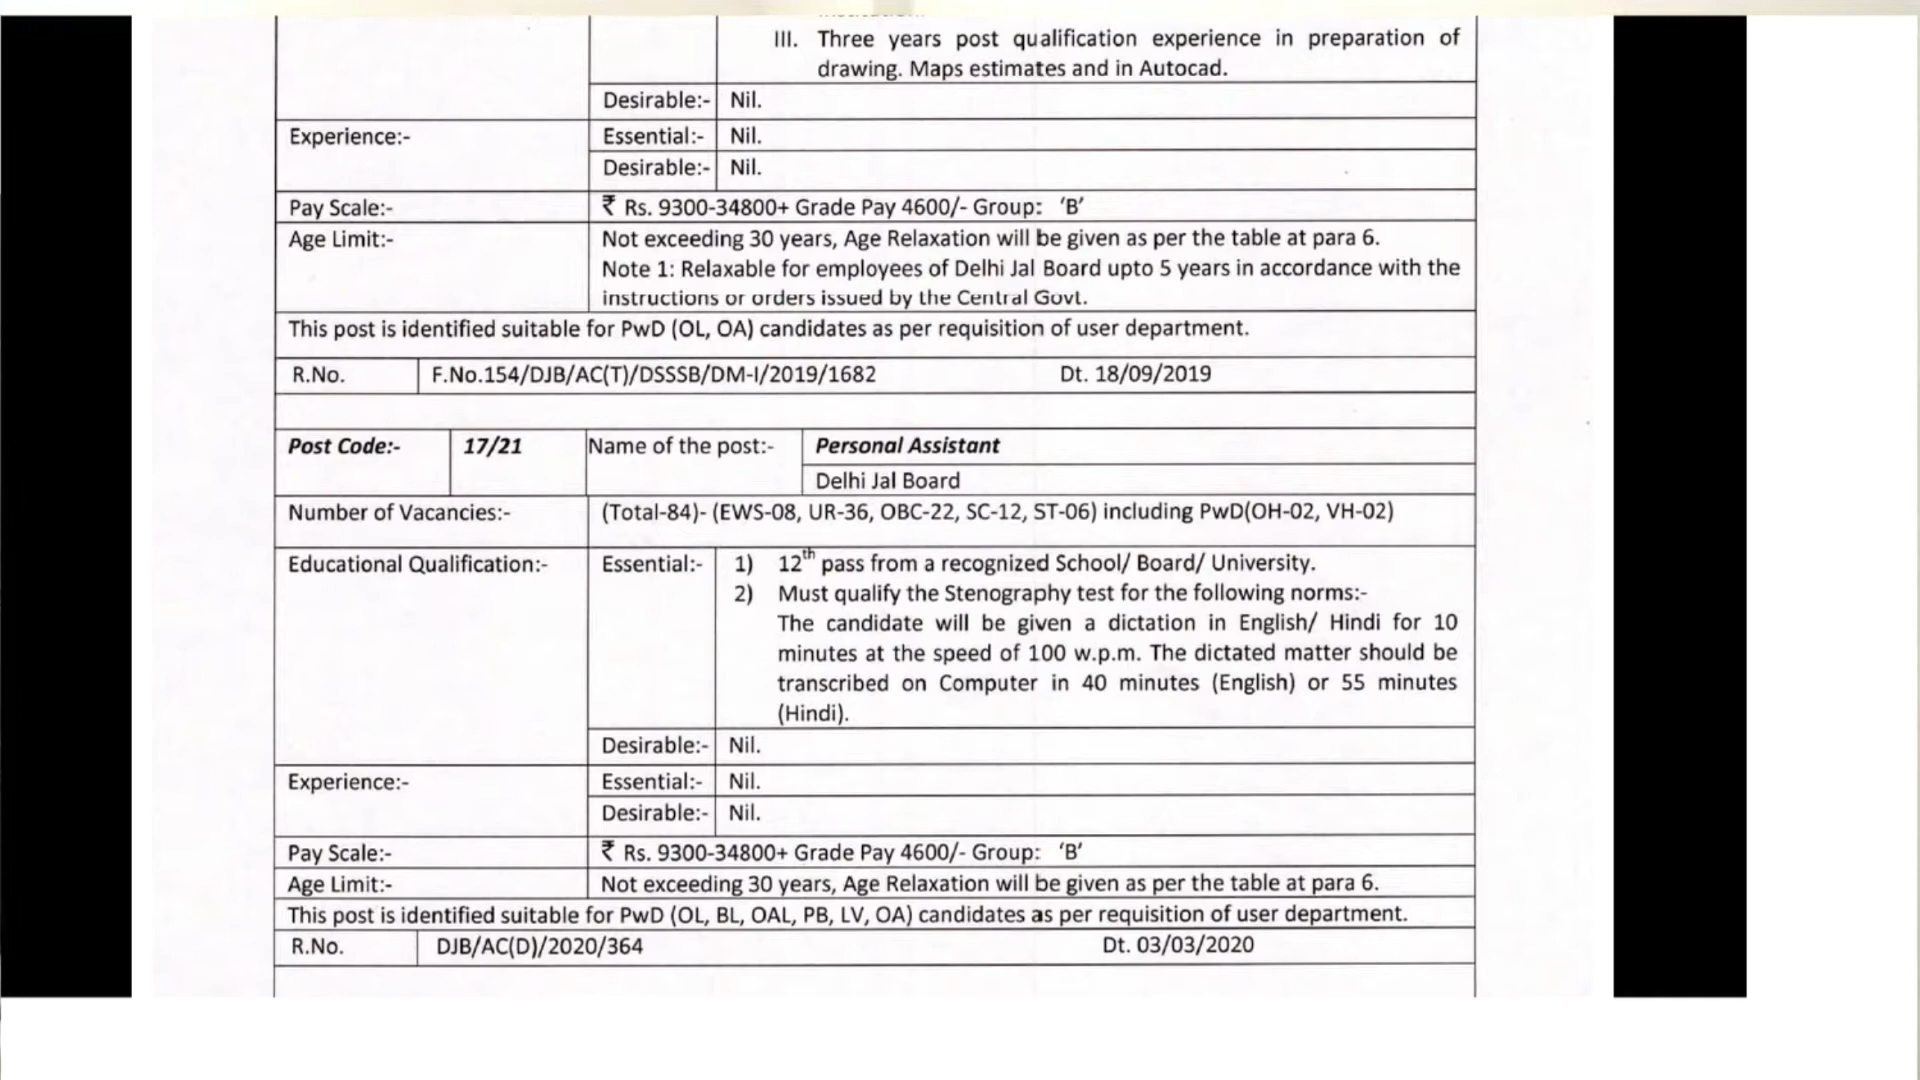 III. Three years post qualification experience in preparation of
drawing. Maps estimates and in Autocad.
Desirable:- Nil.
Experience:- Essential:- Nil.
Desirable:- Nil.
Pay Scale:- ₹ Rs. 9300-34800+ Grade Pay 4600/- Group: ‘B’
Age Limit:- Not exceeding 30 years, Age Relaxation will be given as per the table at para 6.
Note 1: Relaxable for employees of Delhi Jal Board upto 5 years in accordance with the
instructions or orders issued by the Central Govt.
This post is identified suitable for PwD (OL, OA) candidates as per requisition of user department.
R.No. F.No.154/DJB/AC(T)/DSSSB/DM-I/2019/1682 Dt. 18/09/2019
Post Code:- 17/21 Name of the post:- Personal Assistant
Delhi Jal Board
Number of Vacancies:- (Total-84)- (EWS-08, UR-36, OBC-22, SC-12, ST-06) including PwD(OH-02, VH-02)
Educational Qualification:- Essential:- 1) 12th pass from a recognized School/ Board/ University.
2) Must qualify the Stenography test for the following norms:-
The candidate will be given a dictation in English/ Hindi for 10
minutes at the speed of 100 w.p.m. The dictated matter should be
transcribed on Computer in 40 minutes (English) or 55 minutes
(Hindi).
Desirable:- Nil.
Experience:- Essential:- Nil.
Desirable:- Nil.
Pay Scale:- ₹ Rs. 9300-34800+ Grade Pay 4600/- Group: ‘B’
Age Limit:- Not exceeding 30 years, Age Relaxation will be given as per the table at para 6.
This post is identified suitable for PwD (OL, BL, OAL, PB, LV, OA) candidates as per requisition of user department.
R.No. DJB/AC(D)/2020/364 Dt. 03/03/2020